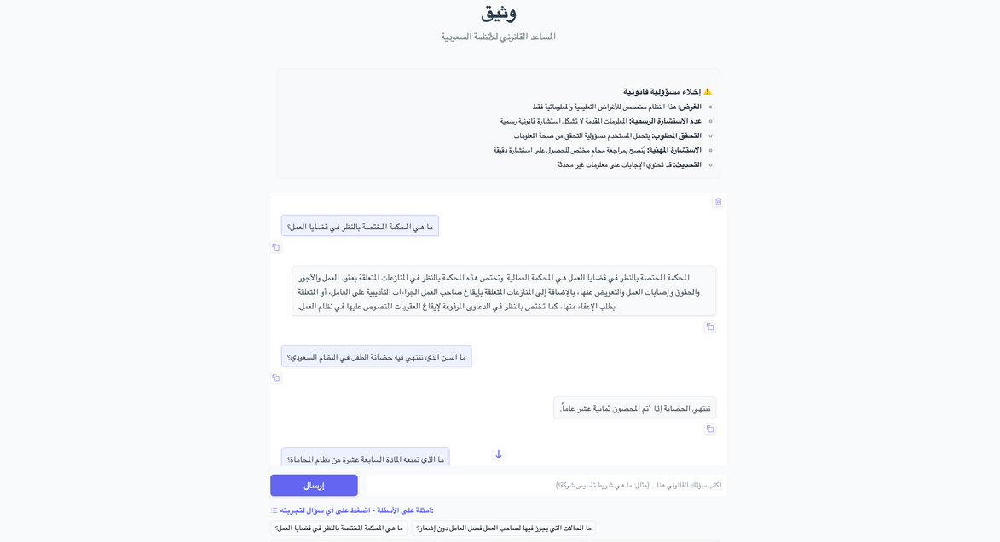 وثيق
المساعد القانوني للأنظمة السعودية
⚠️ إخلاء مسؤولية قانونية
الغرض: هذا النظام مخصص للأغراض التعليمية والمعلوماتية فقط
عدم الاستشارة الرسمية: المعلومات المقدمة لا تشكل استشارة قانونية رسمية
التحقق المطلوب: يتحمل المستخدم مسؤولية التحقق من صحة المعلومات
الاستشارة المهنية: يُنصح بمراجعة محامٍ مختص للحصول على استشارة دقيقة
التحديث: قد تحتوي الإجابات على معلومات غير محدثة
ما هي المحكمة المختصة بالنظر في قضايا العمل؟
المحكمة المختصة بالنظر في قضايا العمل هي المحكمة العمالية. وتختص هذه المحكمة بالنظر في المنازعات المتعلقة بعقود العمل والأجور
والحقوق وإصابات العمل والتعويض عنها، بالإضافة إلى المنازعات المتعلقة بإيقاع صاحب العمل الجزاءات التأديبية على العامل، أو المتعلقة
بطلب الإعفاء منها، كما تختص بالنظر في الدعاوى المرفوعة لإيقاع العقوبات المنصوص عليها في نظام العمل.
ما السن الذي تنتهي فيه حضانة الطفل في النظام السعودي؟
تنتهي الحضانة إذا أتم المحضون ثمانية عشر عاماً.
ما الذي تمنعه المادة السابعة عشرة من نظام المحاماة؟
اكتب سؤالك القانوني هنا... (مثال: ما هي شروط تأسيس شركة؟)
إرسال
أمثلة على الأسئلة - اضغط على أي سؤال لتجربته:
ما هي المحكمة المختصة بالنظر في قضايا العمل؟
ما الحالات التي يجوز فيها لصاحب العمل فصل العامل دون إشعار؟